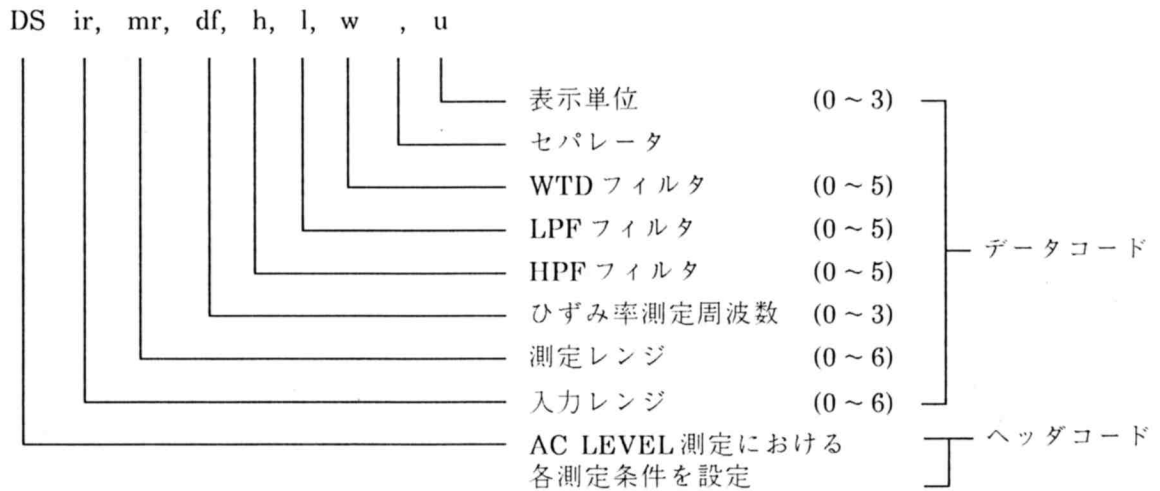 DS ir, mr, df, h, l, w , u
表示単位 (0 ~ 3)
セパレータ
WTD フィルタ (0 ~ 5)
LPF フィルタ (0 ~ 5)
HPF フィルタ (0 ~ 5)
データコード
ひずみ率測定周波数 (0 ~ 3)
測定レンジ (0 ~ 6)
入力レンジ (0 ~ 6)
AC LEVEL 測定における
ヘッダコード
各測定条件を設定